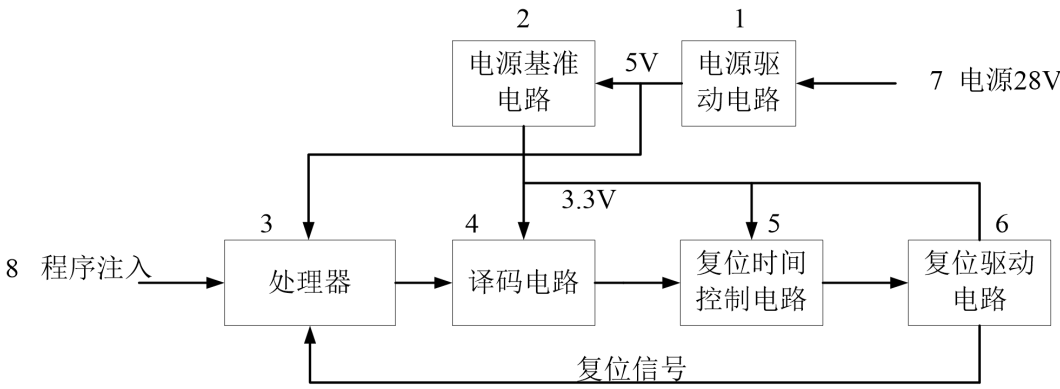 2
1
电源基准
电路
5V
电源驱
动电路
7 电源28V
3.3V
3
4
5
6
8 程序注入
处理器
译码电路
复位时间
控制电路
复位驱动
电路
复位信号